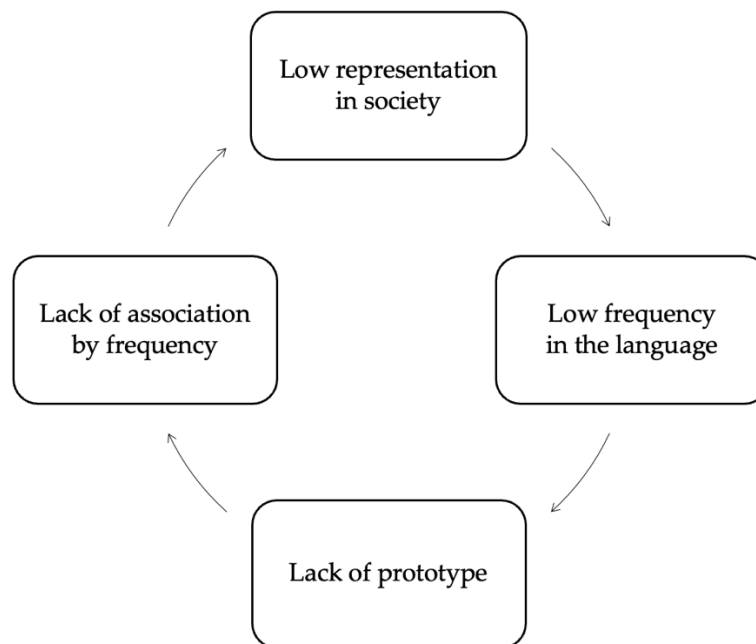 Low representation
in society
Low frequency
in the language
Lack of prototype
Lack of association
by frequency